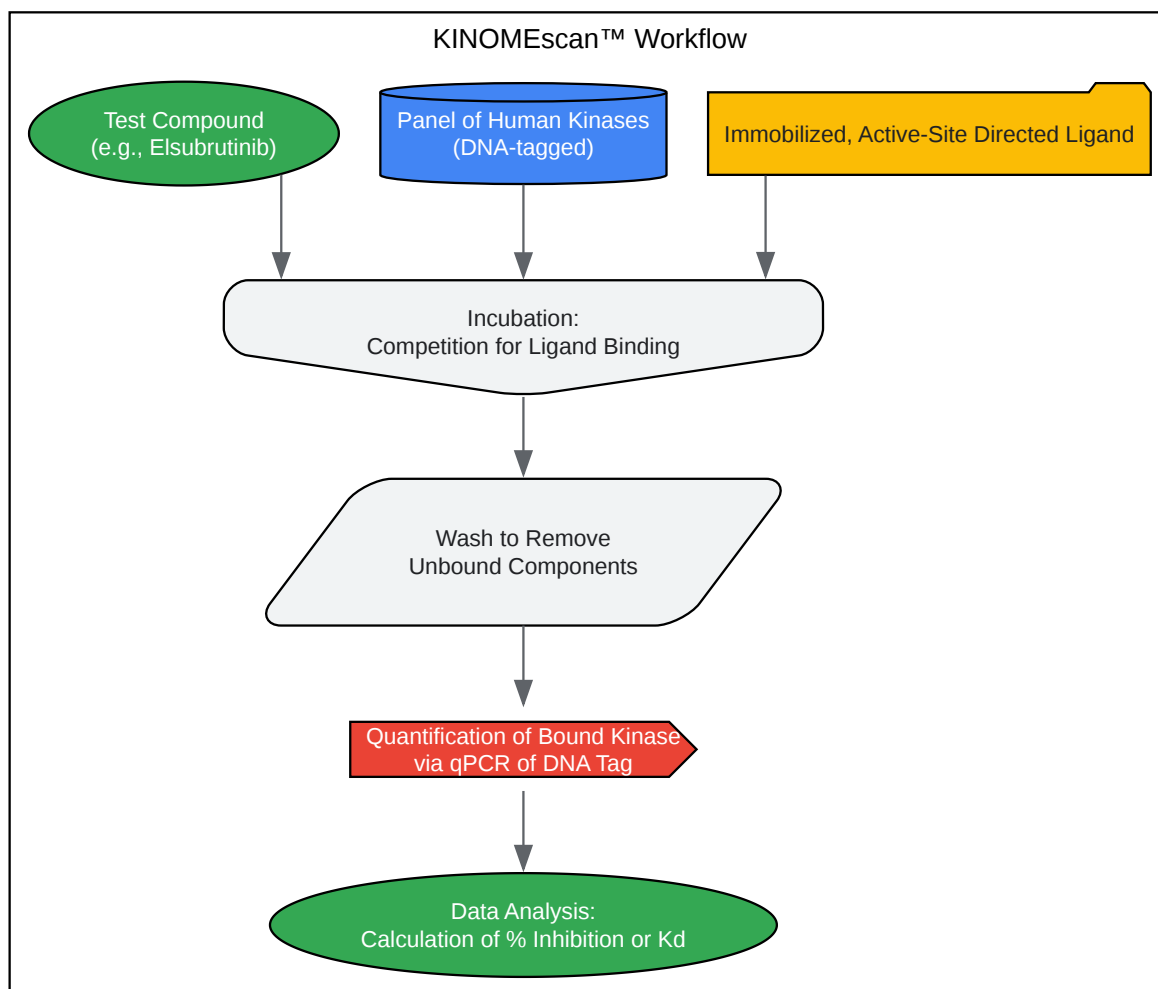 KINOMEscan™ Workflow
Test Compound
(e.g., Elsubrutinib)
Panel of Human Kinases
(DNA-tagged)
Immobilized, Active-Site Directed Ligand
Incubation:
Competition for Ligand Binding
Wash to Remove
Unbound Components
Quantification of Bound Kinase
via qPCR of DNA Tag
Data Analysis:
Calculation of % Inhibition or Kd